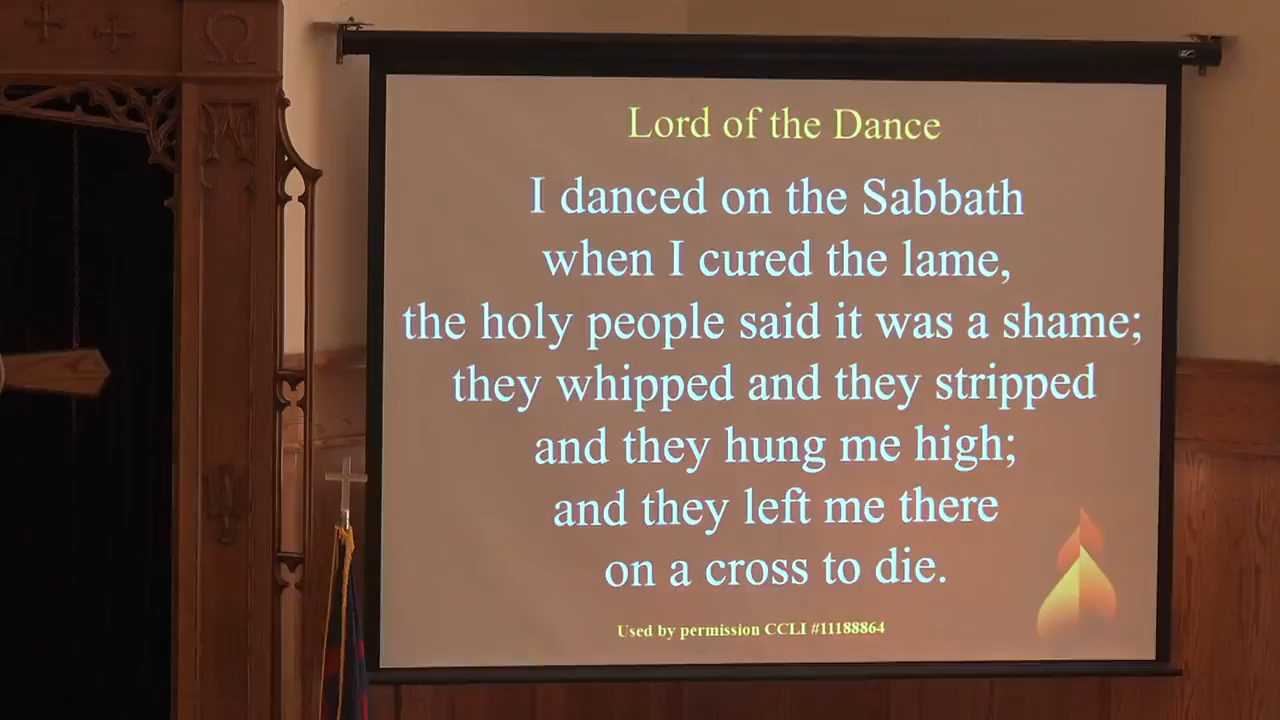 Ω
Lord of the Dance
I danced on the Sabbath
when I cured the lame,
the holy people said it was a shame;
they whipped and they stripped
and they hung me high;
and they left me there
on a cross to die.
Used by permission CCLI #11188864